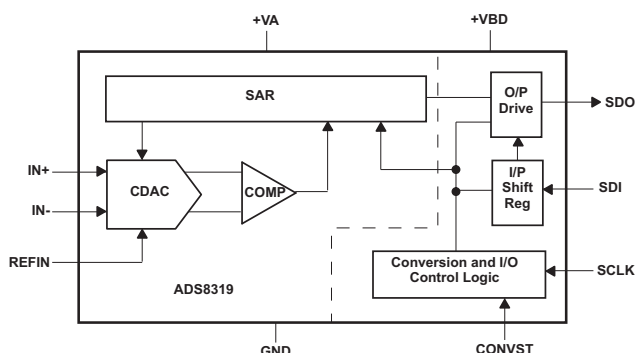 +VA
+VBD
SAR
O/P
Drive
SDO
IN+
CDAC
COMP
I/P
Shift
Reg
SDI
IN-
REFIN
Conversion and I/O
Control Logic
SCLK
ADS8319
GND
CONVST